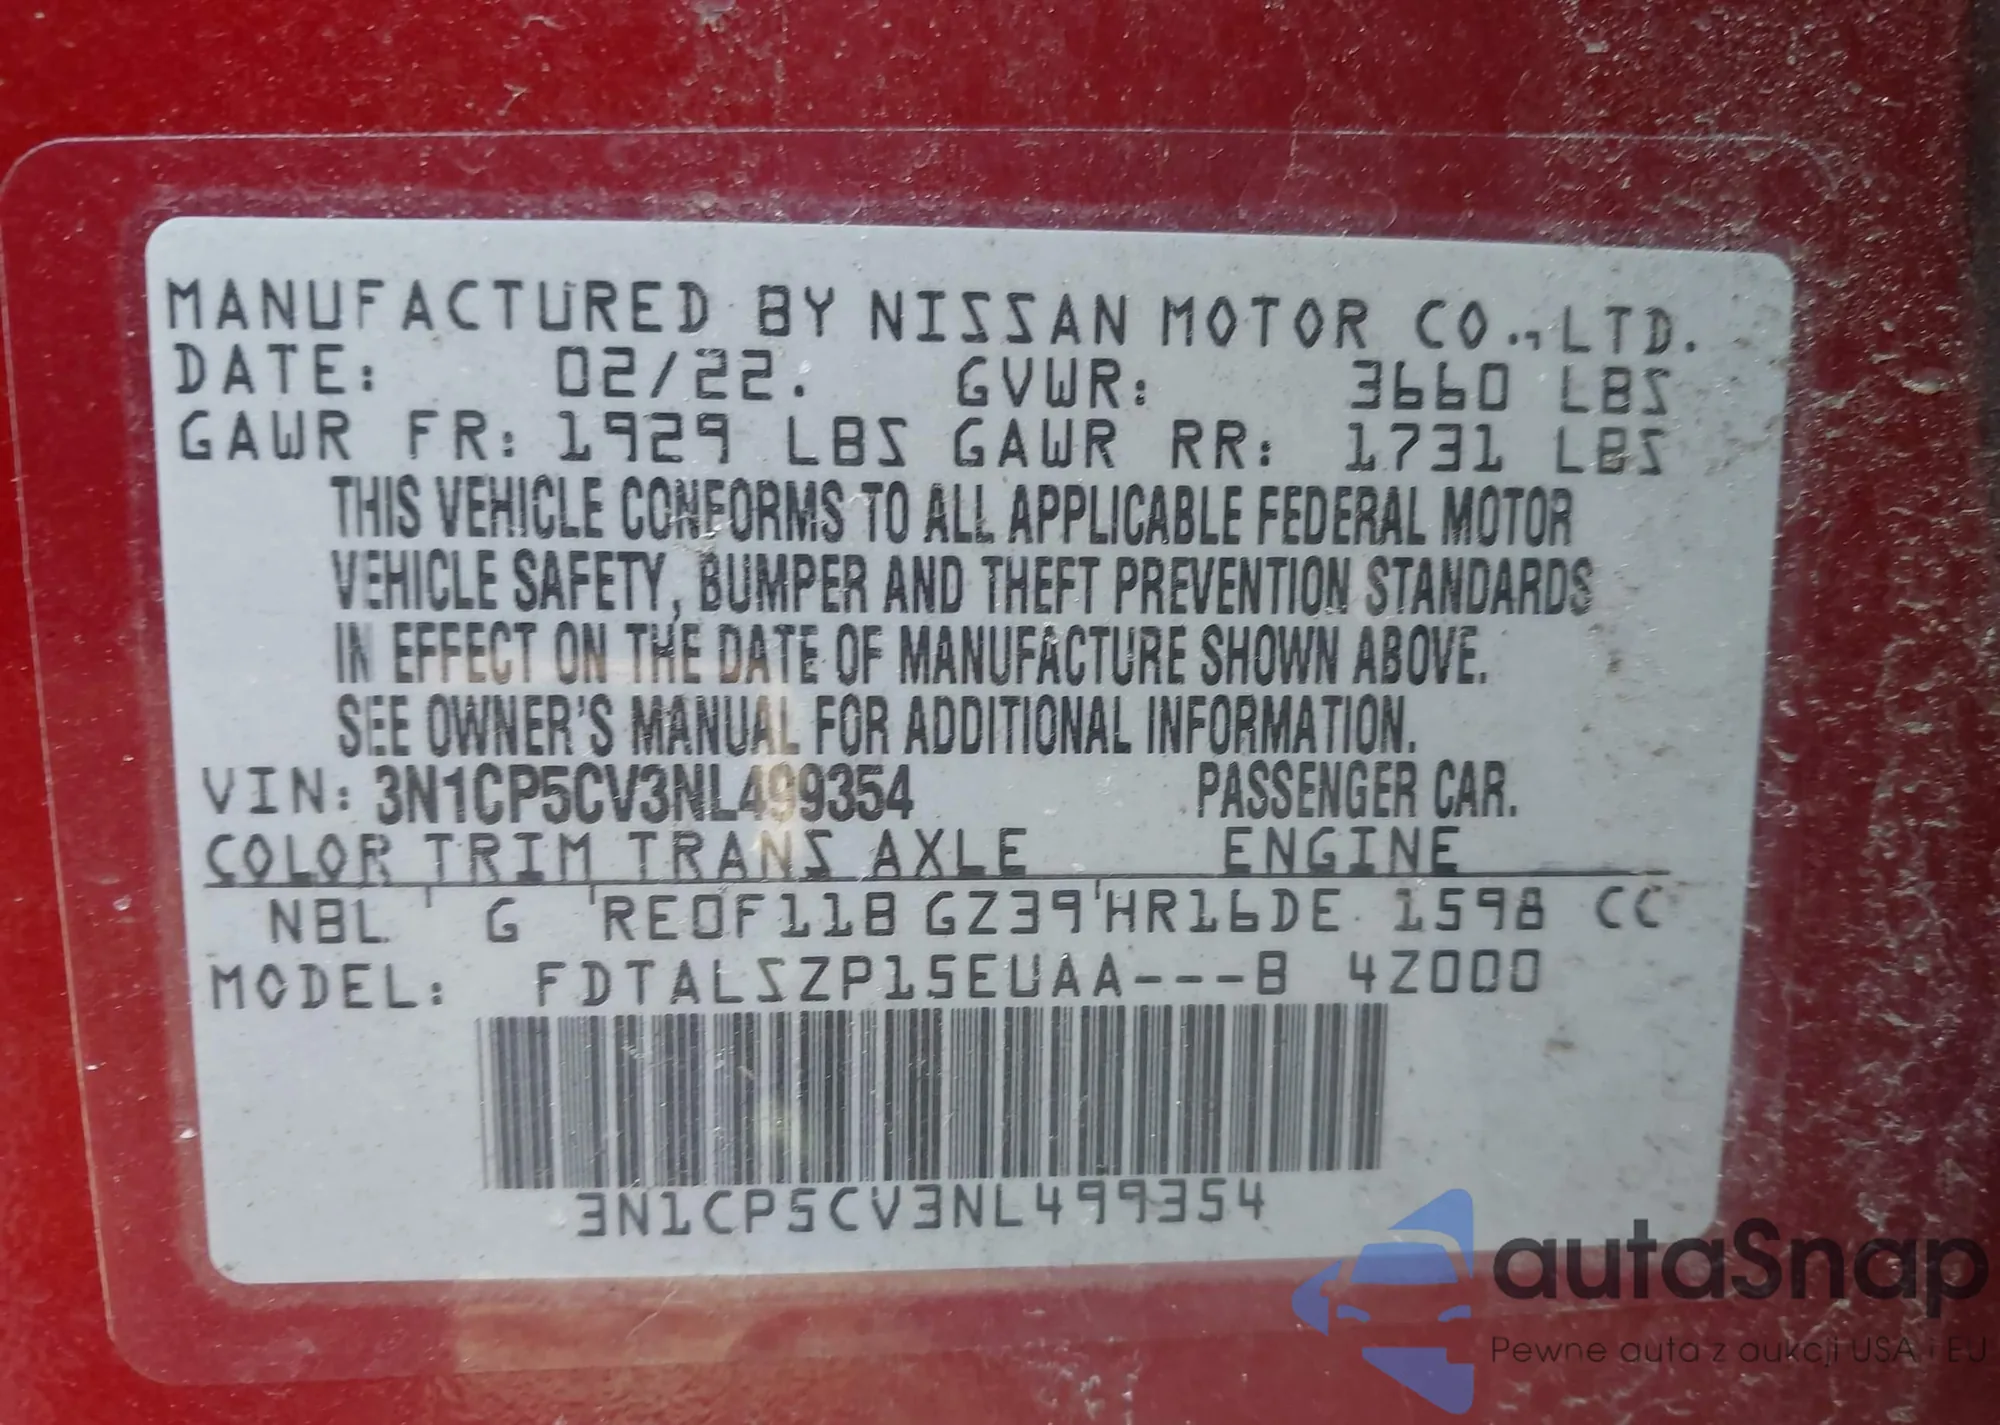 MANUFACTURED BY NISSAN MOTOR CO.,LTD.
DATE: 02/22. GVWR: 3660 LBS
GAWR FR: 1929 LBS GAWR RR: 1731 LBS
THIS VEHICLE CONFORMS TO ALL APPLICABLE FEDERAL MOTOR
VEHICLE SAFETY, BUMPER AND THEFT PREVENTION STANDARDS
IN EFFECT ON THE DATE OF MANUFACTURE SHOWN ABOVE.
SEE OWNER'S MANUAL FOR ADDITIONAL INFORMATION.
VIN: 3N1CP5CV3NL499354 PASSENGER CAR.
COLOR TRIM TRANS AXLE ENGINE
NBL G RE0F11B GZ39 HR16DE 1598 CC
MODEL: FDTALSZP15EUAA---B 4Z000
3N1CP5CV3NL499354
autaSnap
Pewne auta z aukcji USA i EU